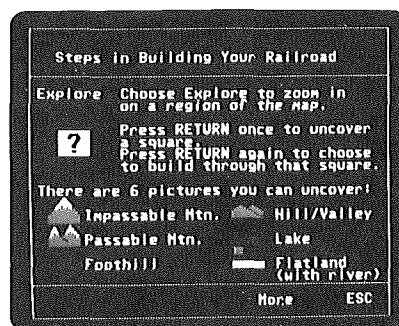 Steps in Building Your Railroad
Explore Choose Explore to zoom in
on a region of the map.
? Press RETURN once to uncover
a square.
Press RETURN again to choose
to build through that square.
There are 6 pictures you can uncover:
Impassable Mtn. Hill/Valley
Passable Mtn. Lake
Foothill Flatland
(with river)
More ESC